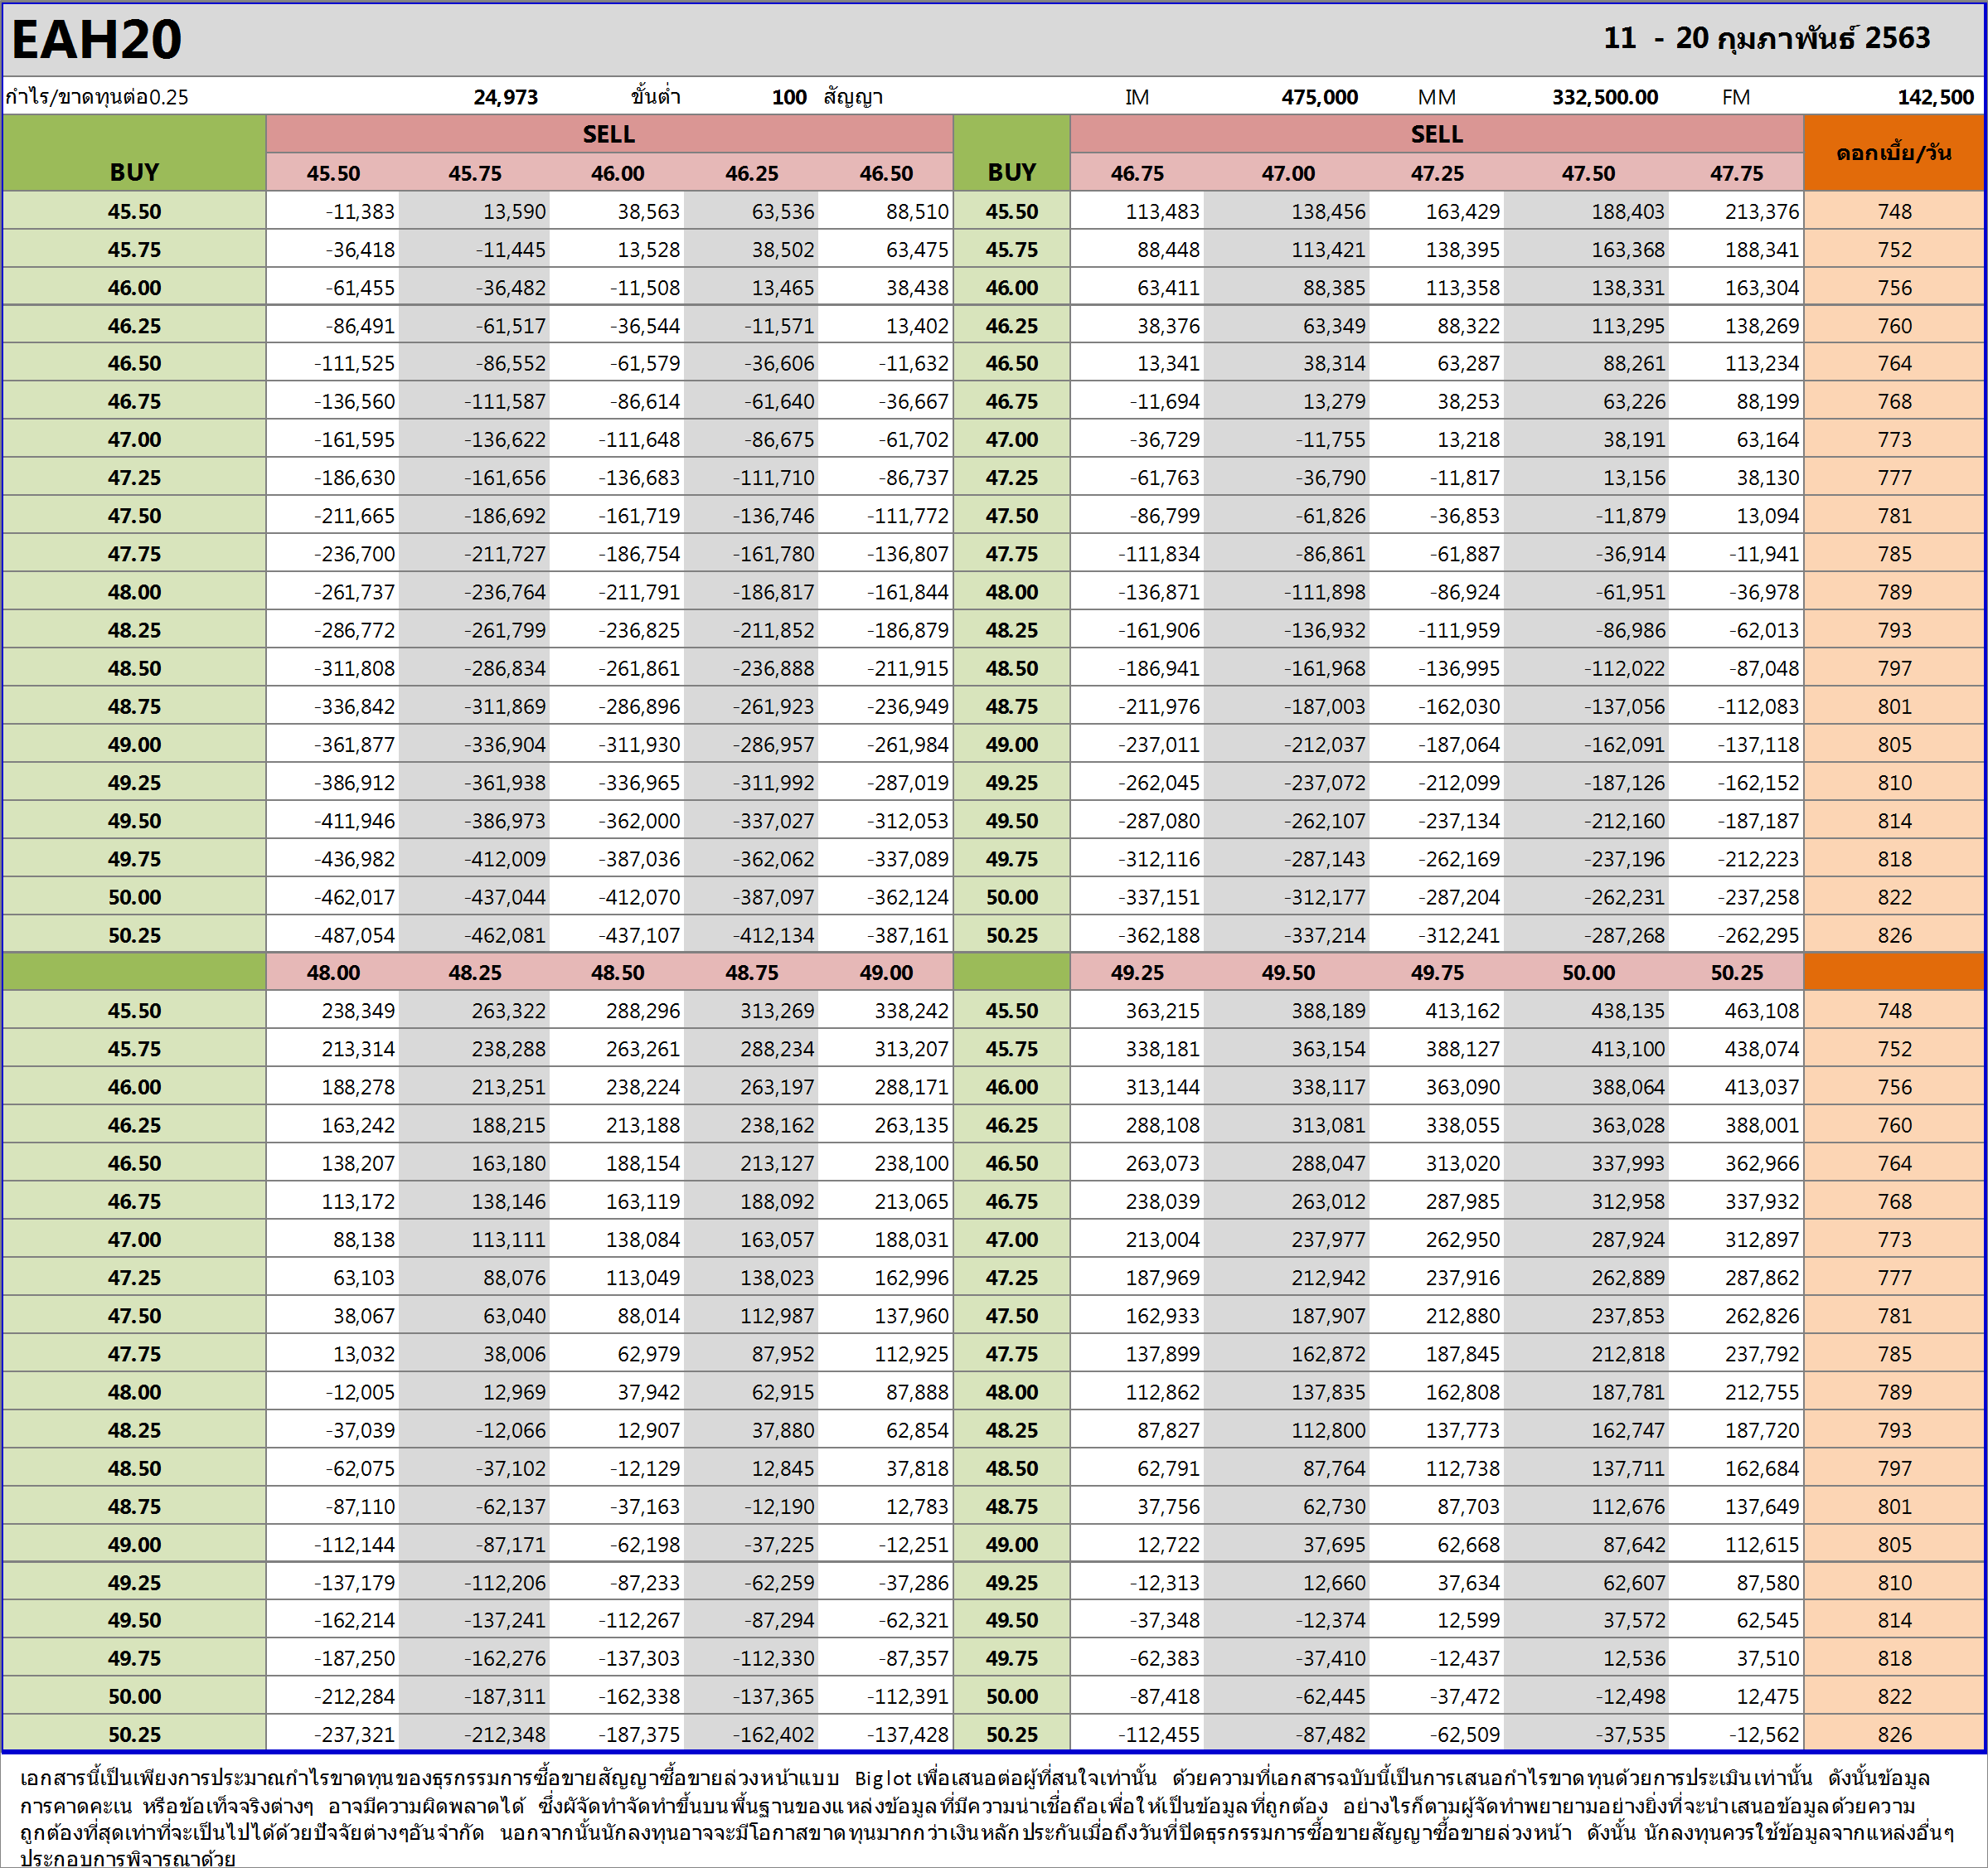 EAH20 11 - 20 กุมภาพันธ์ 2563
กำไร/ขาดทุนต่อ0.25 24,973 ขั้นต่ำ 100 สัญญา IM 475,000 MM 332,500.00 FM 142,500
SELL SELL
BUY 45.50 45.75 46.00 46.25 46.50 BUY 46.75 47.00 47.25 47.50 47.75 ดอกเบี้ย/วัน
45.50 -11,383 13,590 38,563 63,536 88,510 45.50 113,483 138,456 163,429 188,403 213,376 748
45.75 -36,418 -11,445 13,528 38,502 63,475 45.75 88,448 113,421 138,395 163,368 188,341 752
46.00 -61,455 -36,482 -11,508 13,465 38,438 46.00 63,411 88,385 113,358 138,331 163,304 756
46.25 -86,491 -61,517 -36,544 -11,571 13,402 46.25 38,376 63,349 88,322 113,295 138,269 760
46.50 -111,525 -86,552 -61,579 -36,606 -11,632 46.50 13,341 38,314 63,287 88,261 113,234 764
46.75 -136,560 -111,587 -86,614 -61,640 -36,667 46.75 -11,694 13,279 38,253 63,226 88,199 768
47.00 -161,595 -136,622 -111,648 -86,675 -61,702 47.00 -36,729 -11,755 13,218 38,191 63,164 773
47.25 -186,630 -161,656 -136,683 -111,710 -86,737 47.25 -61,763 -36,790 -11,817 13,156 38,130 777
47.50 -211,665 -186,692 -161,719 -136,746 -111,772 47.50 -86,799 -61,826 -36,853 -11,879 13,094 781
47.75 -236,700 -211,727 -186,754 -161,780 -136,807 47.75 -111,834 -86,861 -61,887 -36,914 -11,941 785
48.00 -261,737 -236,764 -211,791 -186,817 -161,844 48.00 -136,871 -111,898 -86,924 -61,951 -36,978 789
48.25 -286,772 -261,799 -236,825 -211,852 -186,879 48.25 -161,906 -136,932 -111,959 -86,986 -62,013 793
48.50 -311,808 -286,834 -261,861 -236,888 -211,915 48.50 -186,941 -161,968 -136,995 -112,022 -87,048 797
48.75 -336,842 -311,869 -286,896 -261,923 -236,949 48.75 -211,976 -187,003 -162,030 -137,056 -112,083 801
49.00 -361,877 -336,904 -311,930 -286,957 -261,984 49.00 -237,011 -212,037 -187,064 -162,091 -137,118 805
49.25 -386,912 -361,938 -336,965 -311,992 -287,019 49.25 -262,045 -237,072 -212,099 -187,126 -162,152 810
49.50 -411,946 -386,973 -362,000 -337,027 -312,053 49.50 -287,080 -262,107 -237,134 -212,160 -187,187 814
49.75 -436,982 -412,009 -387,036 -362,062 -337,089 49.75 -312,116 -287,143 -262,169 -237,196 -212,223 818
50.00 -462,017 -437,044 -412,070 -387,097 -362,124 50.00 -337,151 -312,177 -287,204 -262,231 -237,258 822
50.25 -487,054 -462,081 -437,107 -412,134 -387,161 50.25 -362,188 -337,214 -312,241 -287,268 -262,295 826
48.00 48.25 48.50 48.75 49.00 49.25 49.50 49.75 50.00 50.25
45.50 238,349 263,322 288,296 313,269 338,242 45.50 363,215 388,189 413,162 438,135 463,108 748
45.75 213,314 238,288 263,261 288,234 313,207 45.75 338,181 363,154 388,127 413,100 438,074 752
46.00 188,278 213,251 238,224 263,197 288,171 46.00 313,144 338,117 363,090 388,064 413,037 756
46.25 163,242 188,215 213,188 238,162 263,135 46.25 288,108 313,081 338,055 363,028 388,001 760
46.50 138,207 163,180 188,154 213,127 238,100 46.50 263,073 288,047 313,020 337,993 362,966 764
46.75 113,172 138,146 163,119 188,092 213,065 46.75 238,039 263,012 287,985 312,958 337,932 768
47.00 88,138 113,111 138,084 163,057 188,031 47.00 213,004 237,977 262,950 287,924 312,897 773
47.25 63,103 88,076 113,049 138,023 162,996 47.25 187,969 212,942 237,916 262,889 287,862 777
47.50 38,067 63,040 88,014 112,987 137,960 47.50 162,933 187,907 212,880 237,853 262,826 781
47.75 13,032 38,006 62,979 87,952 112,925 47.75 137,899 162,872 187,845 212,818 237,792 785
48.00 -12,005 12,969 37,942 62,915 87,888 48.00 112,862 137,835 162,808 187,781 212,755 789
48.25 -37,039 -12,066 12,907 37,880 62,854 48.25 87,827 112,800 137,773 162,747 187,720 793
48.50 -62,075 -37,102 -12,129 12,845 37,818 48.50 62,791 87,764 112,738 137,711 162,684 797
48.75 -87,110 -62,137 -37,163 -12,190 12,783 48.75 37,756 62,730 87,703 112,676 137,649 801
49.00 -112,144 -87,171 -62,198 -37,225 -12,251 49.00 12,722 37,695 62,668 87,642 112,615 805
49.25 -137,179 -112,206 -87,233 -62,259 -37,286 49.25 -12,313 12,660 37,634 62,607 87,580 810
49.50 -162,214 -137,241 -112,267 -87,294 -62,321 49.50 -37,348 -12,374 12,599 37,572 62,545 814
49.75 -187,250 -162,276 -137,303 -112,330 -87,357 49.75 -62,383 -37,410 -12,437 12,536 37,510 818
50.00 -212,284 -187,311 -162,338 -137,365 -112,391 50.00 -87,418 -62,445 -37,472 -12,498 12,475 822
50.25 -237,321 -212,348 -187,375 -162,402 -137,428 50.25 -112,455 -87,482 -62,509 -37,535 -12,562 826
เอกสารนี้เป็นเพียงการประมาณกำไรขาดทุนของธุรกรรมการซื้อขายสัญญาซื้อขายล่วงหน้าแบบ Big lot เพื่อเสนอต่อผู้ที่สนใจเท่านั้น ด้วยความที่เอกสารฉบับนี้เป็นการเสนอกำไรขาดทุนด้วยการประเมินเท่านั้น ดังนั้นข้อมูล
การคาดคะเน หรือข้อเท็จจริงต่างๆ อาจมีความผิดพลาดได้ ซึ่งผัจัดทำจัดทำขึ้นบนพื้นฐานของแหล่งข้อมูลที่มีความน่าเชื่อถือเพื่อให้เป็นข้อมูลที่ถูกต้อง อย่างไรก็ตามผู้จัดทำพยายามอย่างยิ่งที่จะนำเสนอข้อมูลด้วยความ
ถูกต้องที่สุดเท่าที่จะเป็นไปได้ด้วยปัจจัยต่างๆอันจำกัด นอกจากนั้นนักลงทุนอาจจะมีโอกาสขาดทุนมากกว่าเงินหลักประกันเมื่อถึงวันที่ปิดธุรกรรมการซื้อขายสัญญาซื้อขายล่วงหน้า ดังนั้น นักลงทุนควรใช้ข้อมูลจากแหล่งอื่นๆ
ประกอบการพิจารณาด้วย